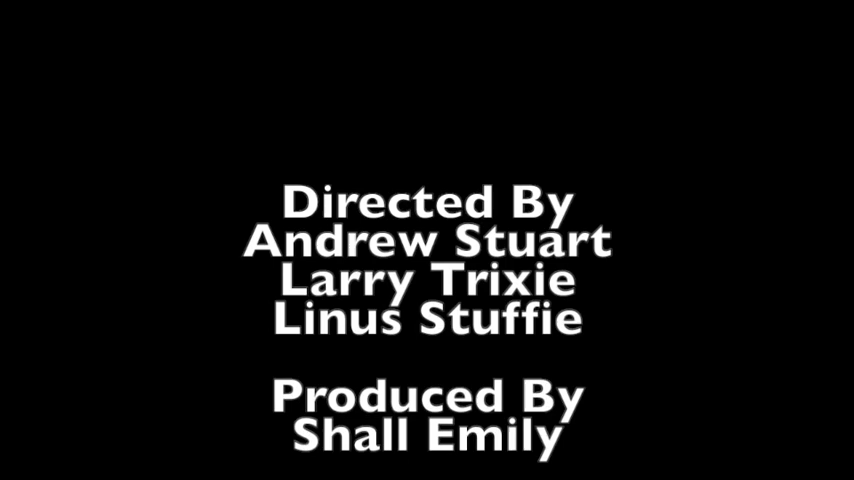 Directed By
Andrew Stuart
Larry Trixie
Linus Stuffie
Produced By
Shall Emily